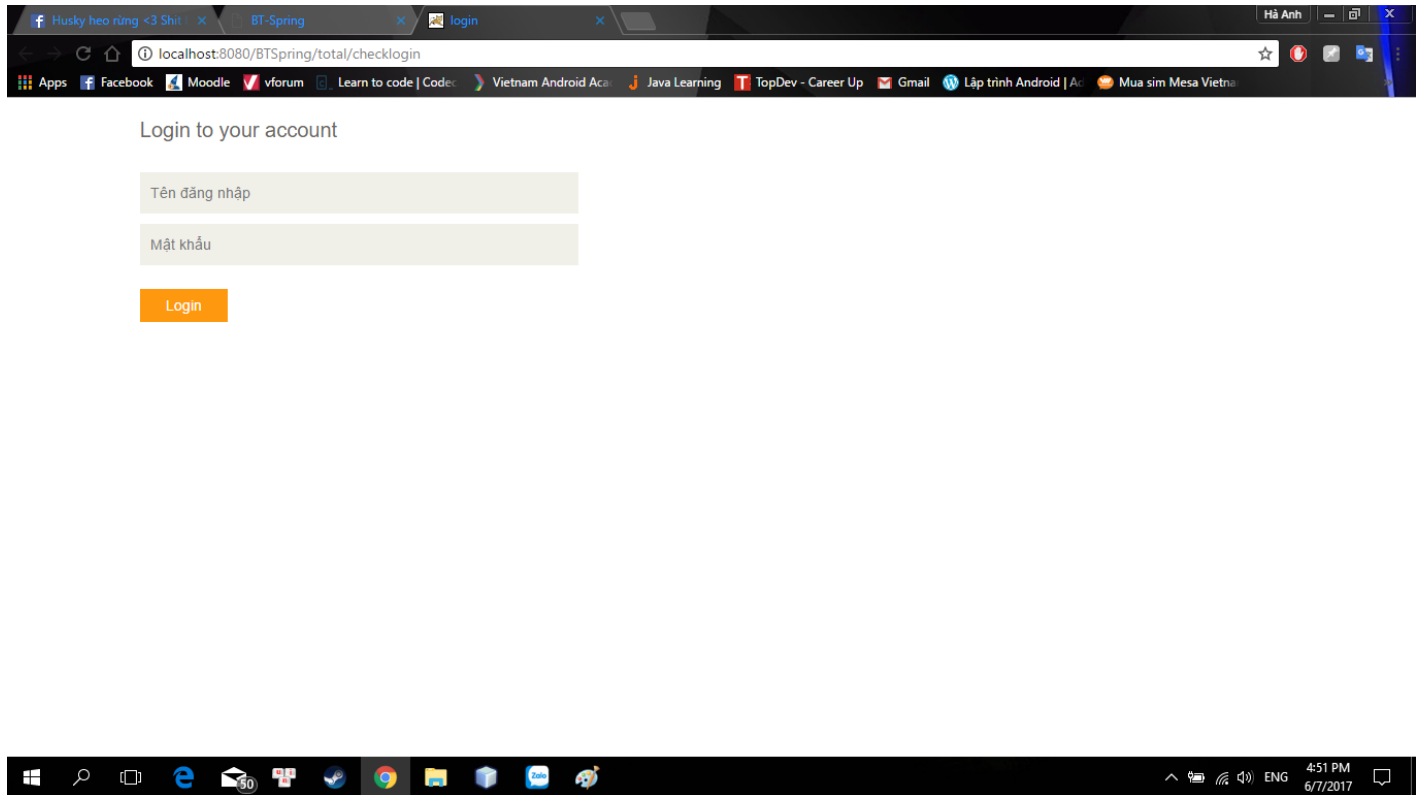 Husky heo rừng <3 Shit
BT-Spring
login
Hà Anh
localhost:8080/BTSpring/total/checklogin
Apps
Facebook
Moodle
vforum
Learn to code | Codec
Vietnam Android Aca
Java Learning
TopDev - Career Up
Gmail
Lập trình Android | Ad
Mua sim Mesa Vietna
Login to your account
Tên đăng nhập
Mật khẩu
Login
50
Zalo
ENG
4:51 PM
6/7/2017